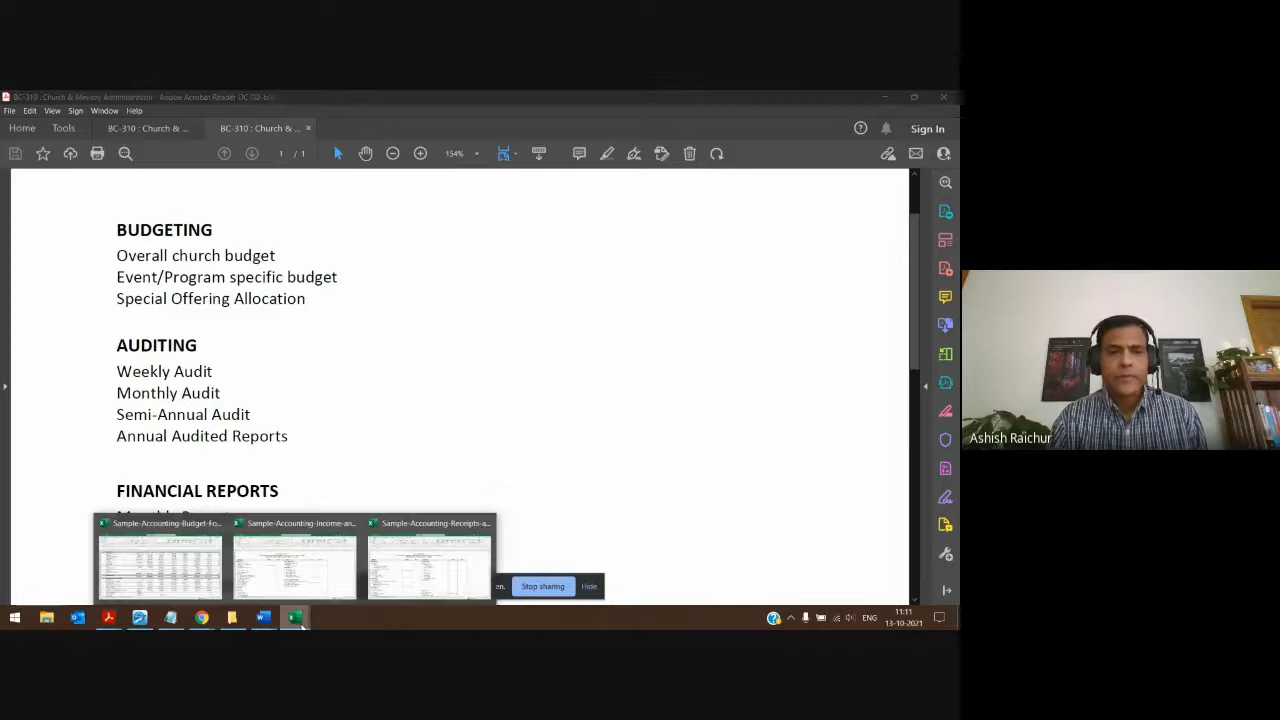 BC-310 : Church & Ministry Administration - Adobe Acrobat Reader DC (32-bit)
File Edit View Sign Window Help
Home Tools BC-310 : Church & ... BC-310 : Church & ... ×
Sign In
1 / 1 154%
BUDGETING
Overall church budget
Event/Program specific budget
Special Offering Allocation
AUDITING
Weekly Audit
Monthly Audit
Semi-Annual Audit
Annual Audited Reports
FINANCIAL REPORTS
Sample-Accounting-Budget-Fo... Sample-Accounting-Income-an... Sample-Accounting-Receipts-a...
en. Stop sharing Hide
ENG 11:11
13-10-2021
Ashish Raichur